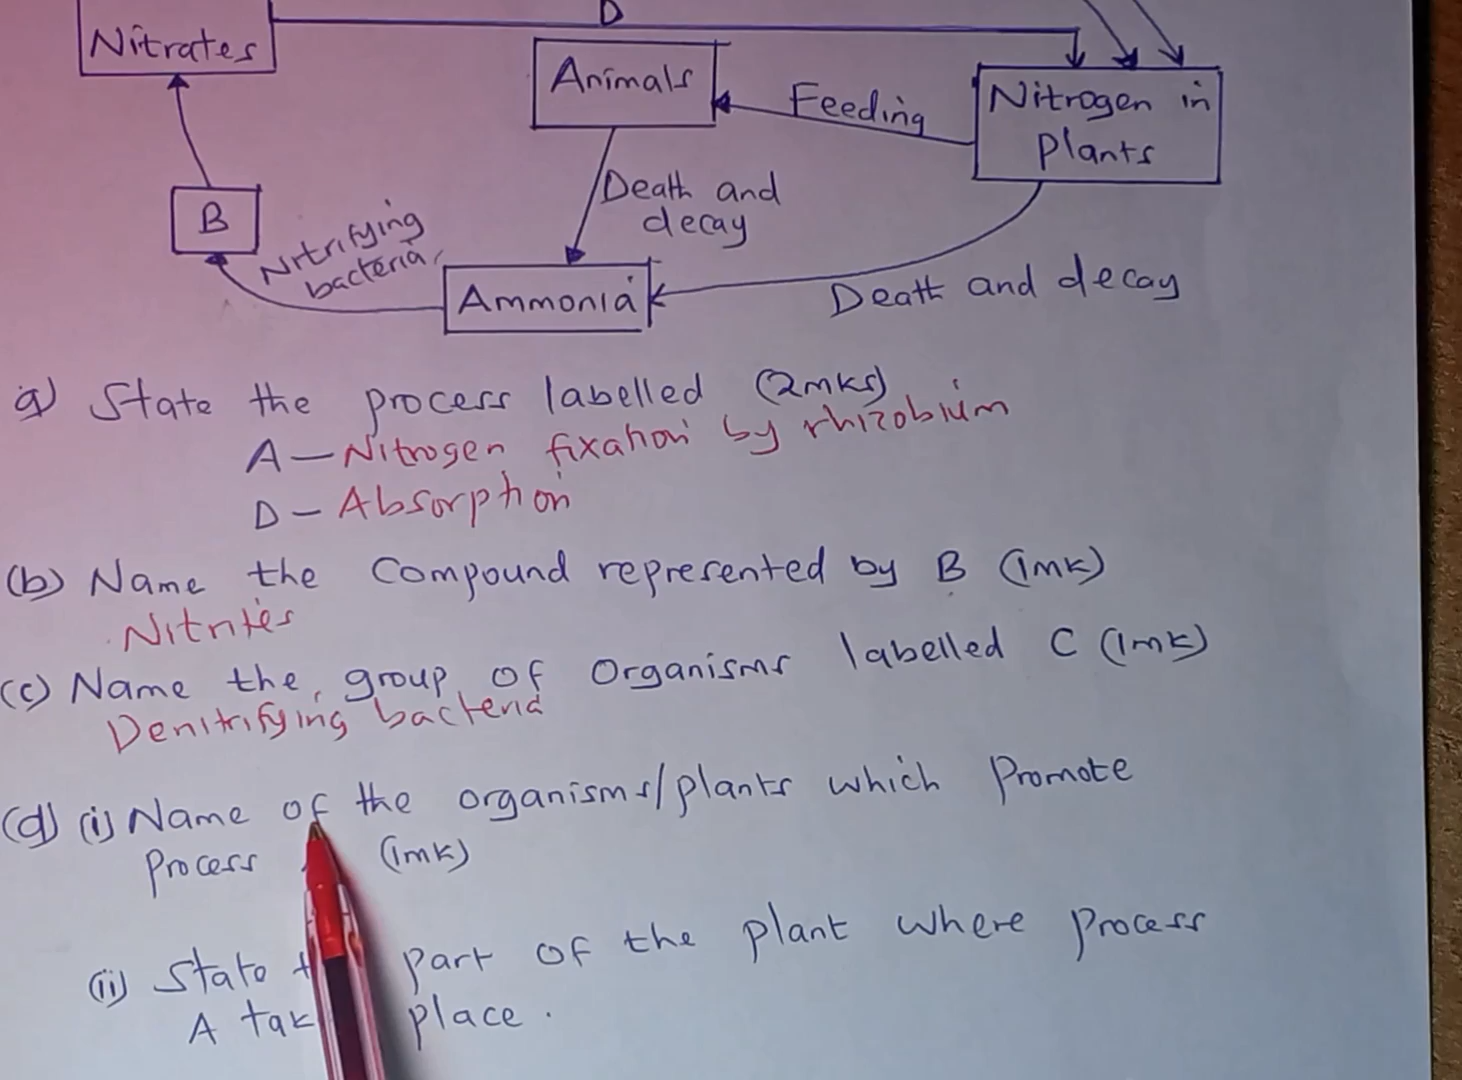 D
Nitrates
Animals
Feeding
Nitrogen in
plants
B
Death and
decay
Nitrifying
bacteria
Ammonia
Death and decay
a) State the process labelled (2mks)
A — Nitrogen fixation by rhizobium
D — Absorption
(b) Name the Compound represented by B (1mk)
Nitrites
(c) Name the group of organisms labelled C (1mk)
Denitrifying bacteria
(d) (i) Name of the organisms/plants which promote
process (1mk)
(ii) State part of the plant where process
A place.